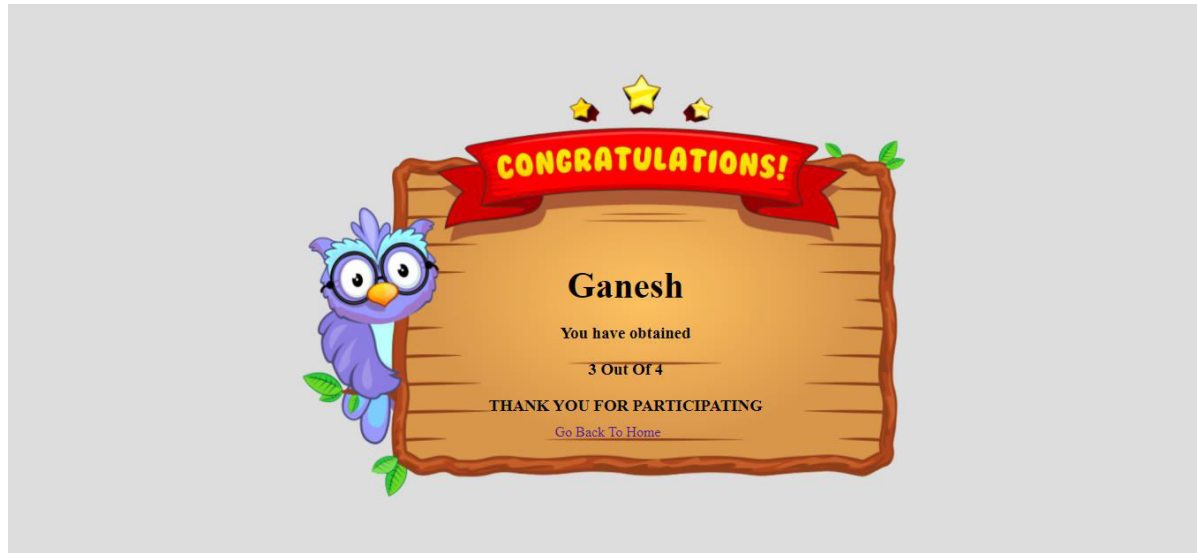 CONGRATULATIONS!
Ganesh
You have obtained
3 Out Of 4
THANK YOU FOR PARTICIPATING
Go Back To Home